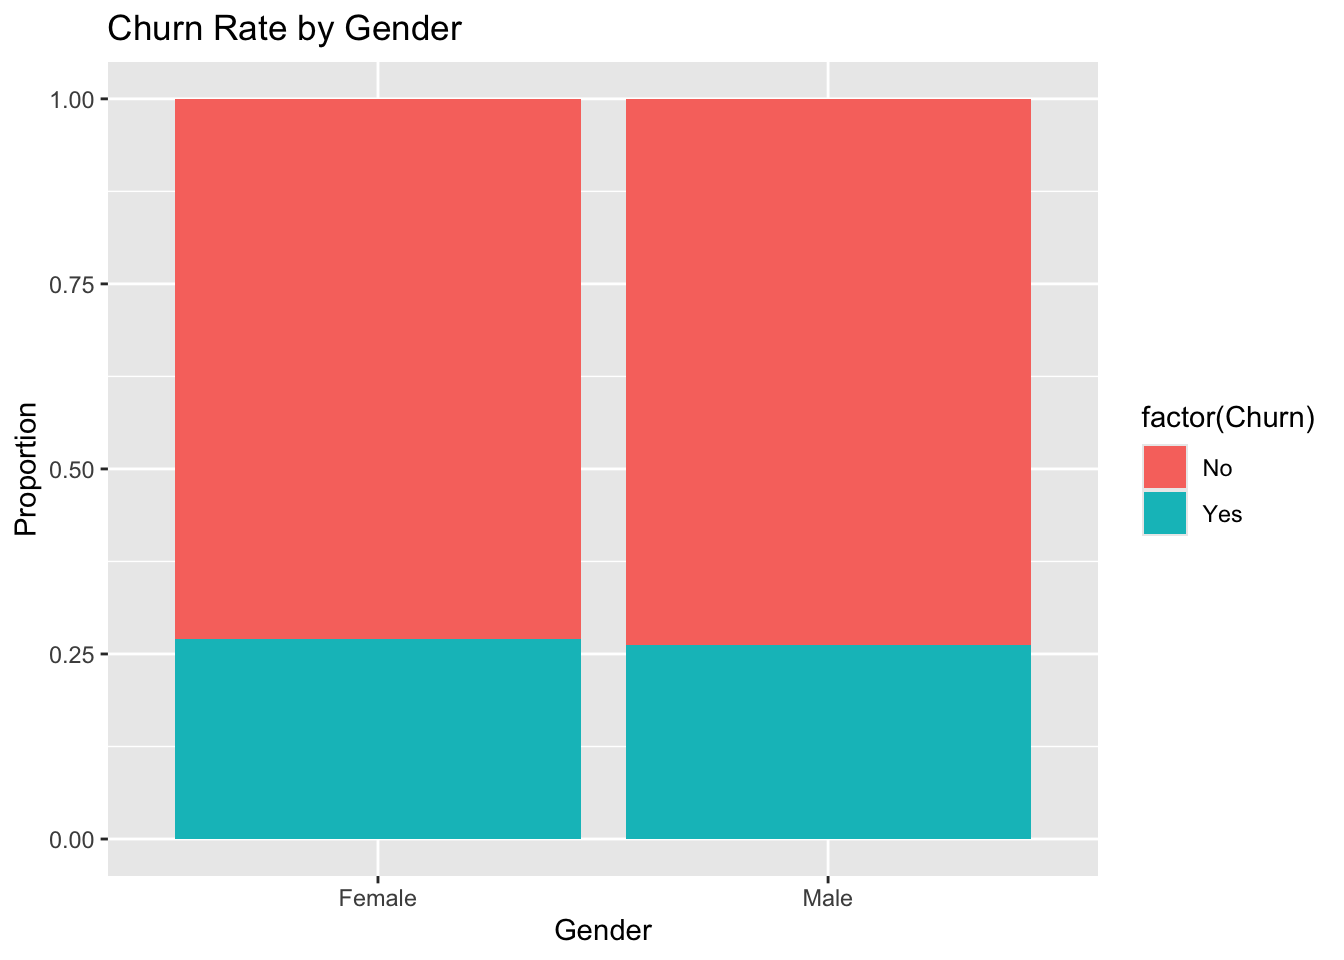 Churn Rate by Gender
1.00
0.75
0.50
0.25
0.00
Proportion
Female
Male
Gender
factor(Churn)
No
Yes